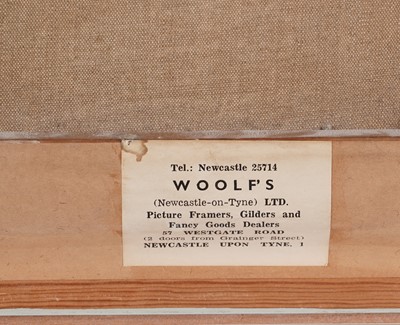 Tel.: Newcastle 25714
WOOLF'S
(Newcastle-on-Tyne) LTD.
Picture Framers, Gilders and
Fancy Goods Dealers
57 WESTGATE ROAD
(2 doors from Grainger Street)
NEWCASTLE UPON TYNE, 1